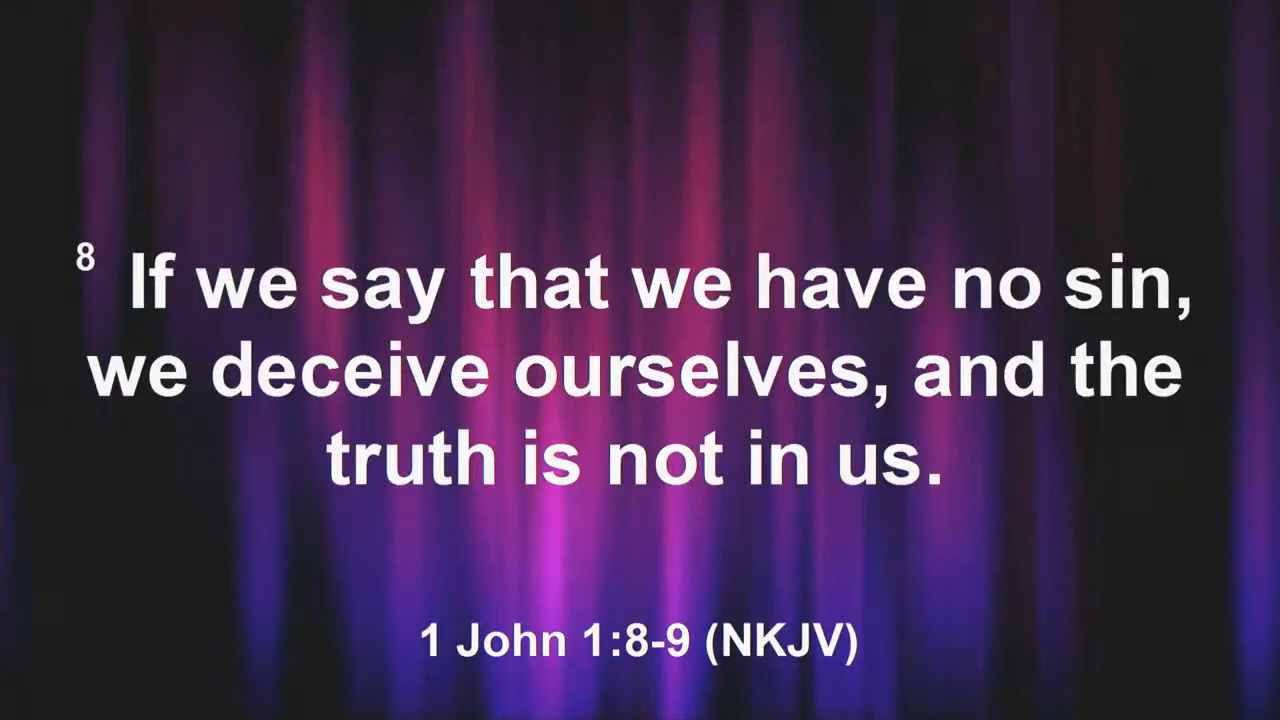 8 If we say that we have no sin,
we deceive ourselves, and the
truth is not in us.
1 John 1:8-9 (NKJV)